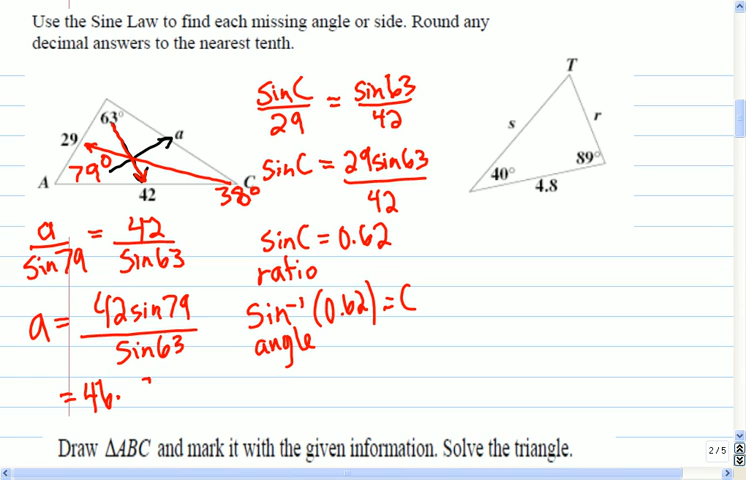 Use the Sine Law to find each missing angle or side. Round any
decimal answers to the nearest tenth.
63°
29
a
79°
A
C
38°
42
sinC/29 = sin63/42
sinC = 29sin63/42
sinC = 0.62
ratio
sin⁻¹(0.62) = C
angle
a/sin79 = 42/sin63
a = 42sin79/sin63
= 46.
T
s
r
40°
89°
4.8
Draw ΔABC and mark it with the given information. Solve the triangle.
2/5